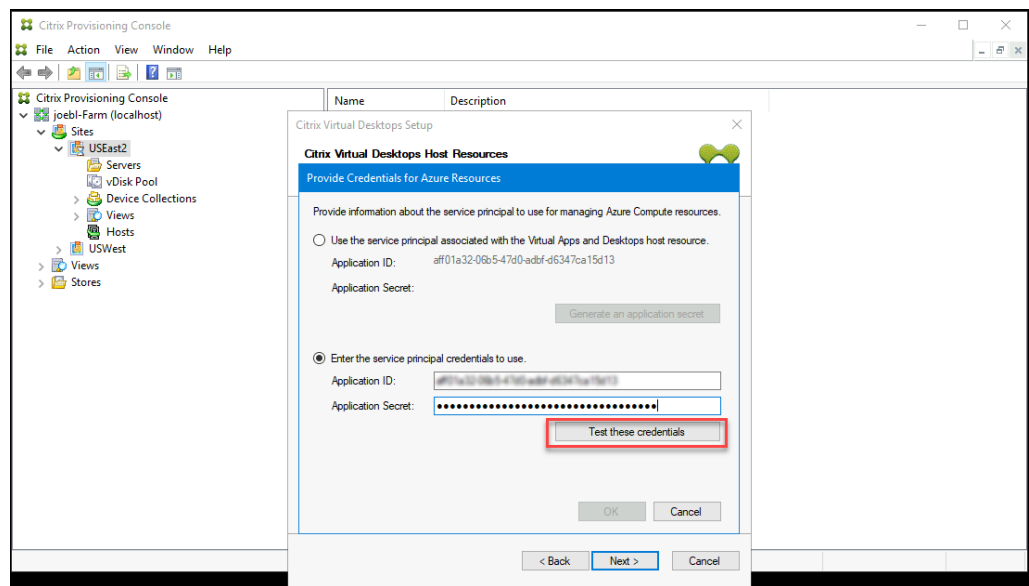 Citrix Provisioning Console
File Action View Window Help
Citrix Provisioning Console
joebl-Farm (localhost)
Sites
USEast2
Servers
vDisk Pool
Device Collections
Views
Hosts
USWest
Views
Stores
Name Description
Citrix Virtual Desktops Setup
Citrix Virtual Desktops Host Resources
Provide Credentials for Azure Resources
Provide information about the service principal to use for managing Azure Compute resources.
Use the service principal associated with the Virtual Apps and Desktops host resource.
Application ID: aff01a32-06b5-47d0-adbf-d6347ca15d13
Application Secret:
Generate an application secret
Enter the service principal credentials to use.
Application ID:
Application Secret:
Test these credentials
OK Cancel
< Back Next > Cancel